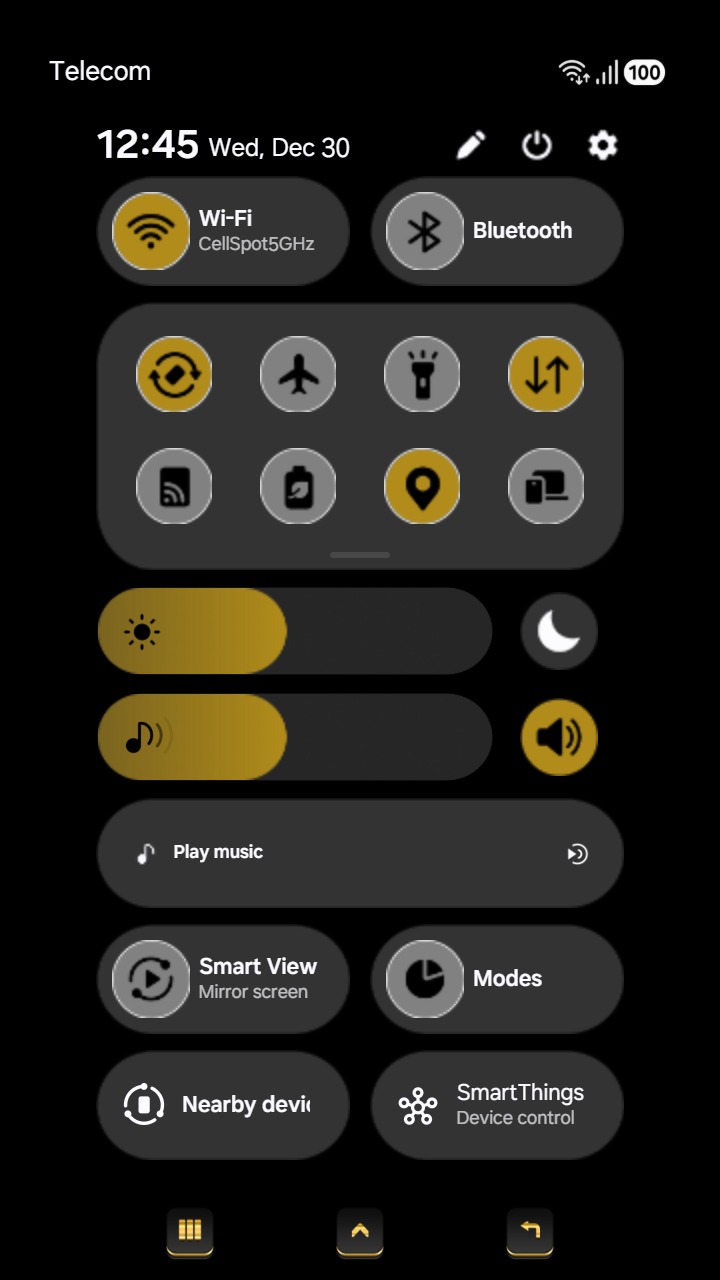 Telecom
100
12:45 Wed, Dec 30
Wi-Fi
CellSpot5GHz
Bluetooth
Play music
Smart View
Mirror screen
Modes
Nearby devi
SmartThings
Device control